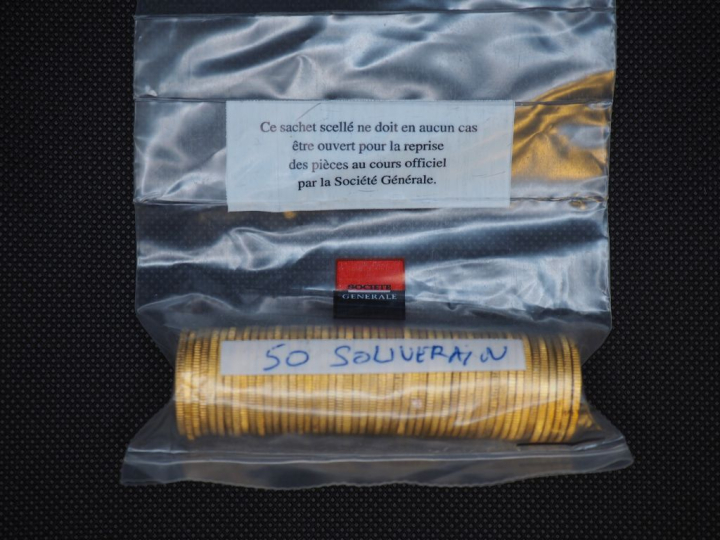 Ce sachet scellé ne doit en aucun cas
être ouvert pour la reprise
des pièces au cours officiel
par la Société Générale.
SOCIETE
GENERALE
50 SOUVERAIN